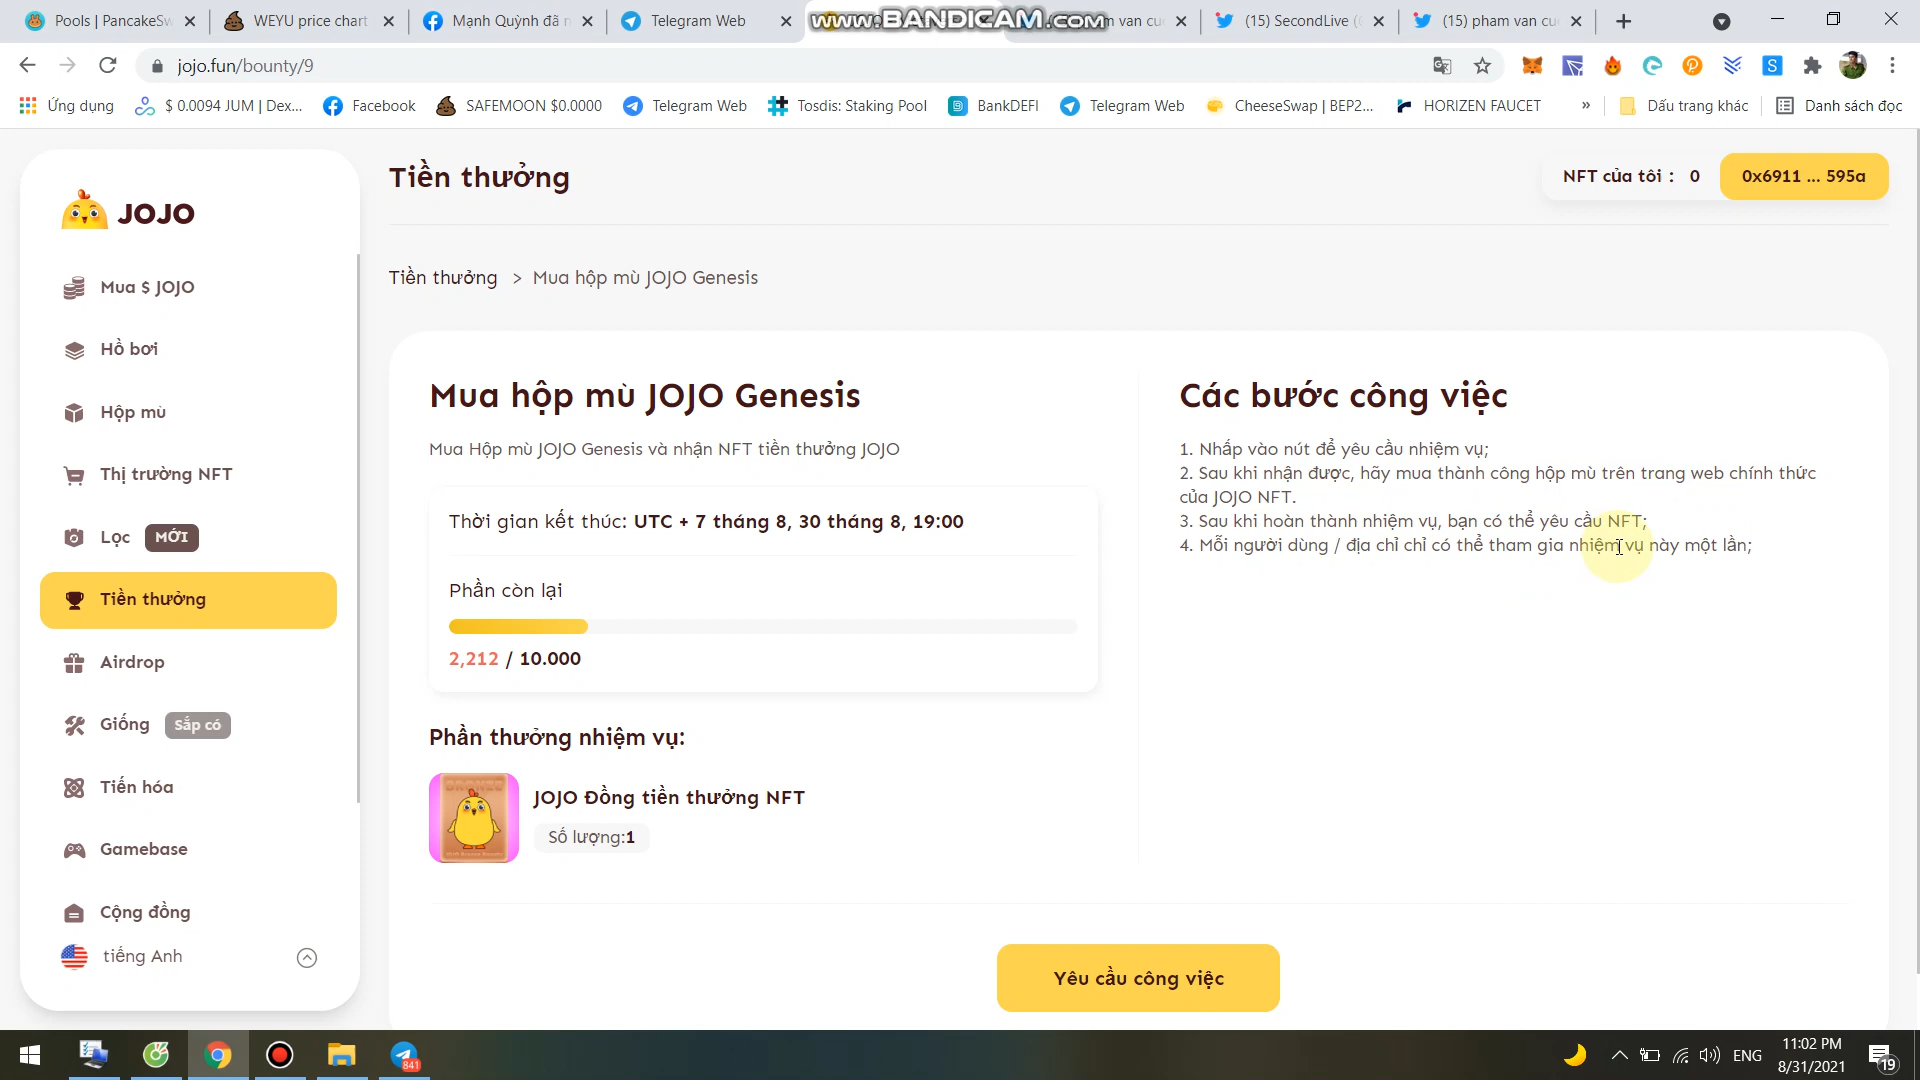 Pools | PancakeSw
WEYU price chart
Mạnh Quỳnh đã
Telegram Web
www.BANDICAM.com
van cuo
(15) SecondLive (
(15) pham van cuo
jojo.fun/bounty/9
Ứng dụng
$ 0.0094 JUM | Dex...
Facebook
SAFEMOON $0.0000
Telegram Web
Tosdis: Staking Pool
BankDEFI
Telegram Web
CheeseSwap | BEP2...
HORIZEN FAUCET
»
Dấu trang khác
Danh sách đọc
JOJO
Mua $ JOJO
Hồ bơi
Hộp mù
Thị trường NFT
Lọc MỚI
Tiền thưởng
Airdrop
Giống Sắp có
Tiến hóa
Gamebase
Cộng đồng
tiếng Anh
Tiền thưởng
NFT của tôi : 0
0x6911 ... 595a
Tiền thưởng > Mua hộp mù JOJO Genesis
Mua hộp mù JOJO Genesis
Mua Hộp mù JOJO Genesis và nhận NFT tiền thưởng JOJO
Thời gian kết thúc: UTC + 7 tháng 8, 30 tháng 8, 19:00
Phần còn lại
2,212 / 10.000
Phần thưởng nhiệm vụ:
JOJO Đồng tiền thưởng NFT
Số lượng:1
Các bước công việc
1. Nhấp vào nút để yêu cầu nhiệm vụ;
2. Sau khi nhận được, hãy mua thành công hộp mù trên trang web chính thức
của JOJO NFT.
3. Sau khi hoàn thành nhiệm vụ, bạn có thể yêu cầu NFT;
4. Mỗi người dùng / địa chỉ chỉ có thể tham gia nhiệm vụ này một lần;
Yêu cầu công việc
841
ENG
11:02 PM
8/31/2021
19